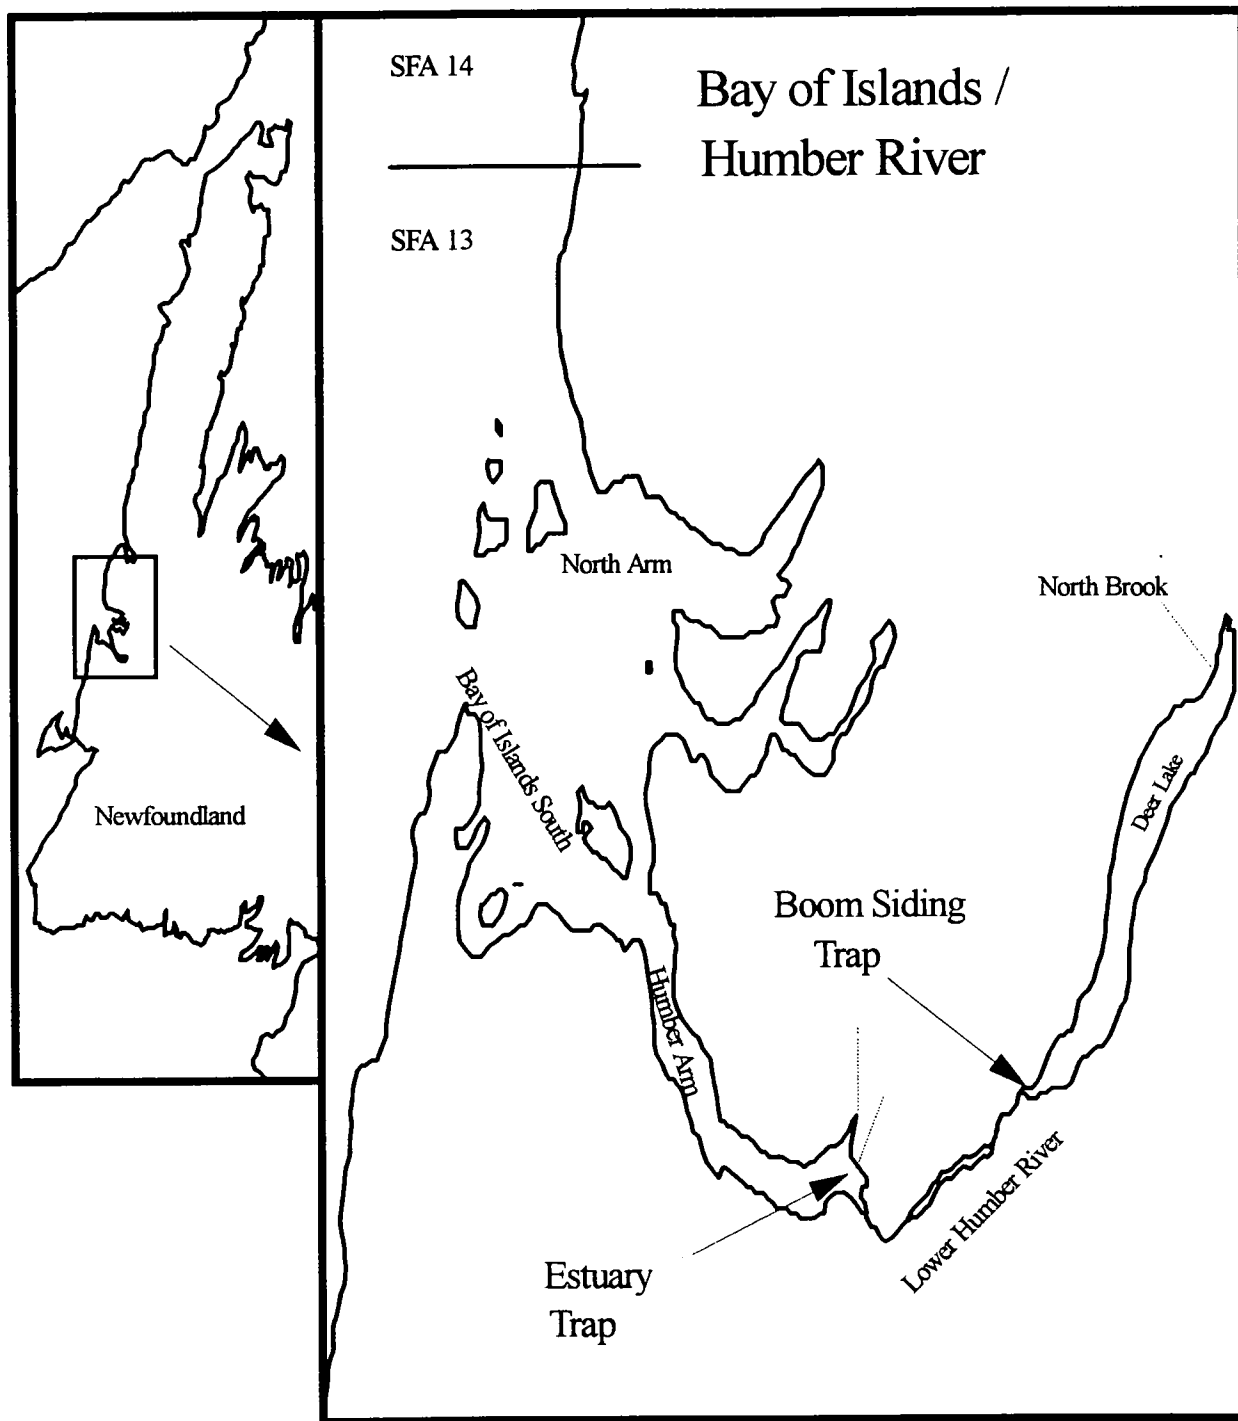 SFA 14
Bay of Islands /
Humber River
SFA 13
North Arm
North Brook
Bay of Islands South
Deer Lake
Newfoundland
Boom Siding
Trap
Humber Arm
Lower Humber River
Estuary
Trap